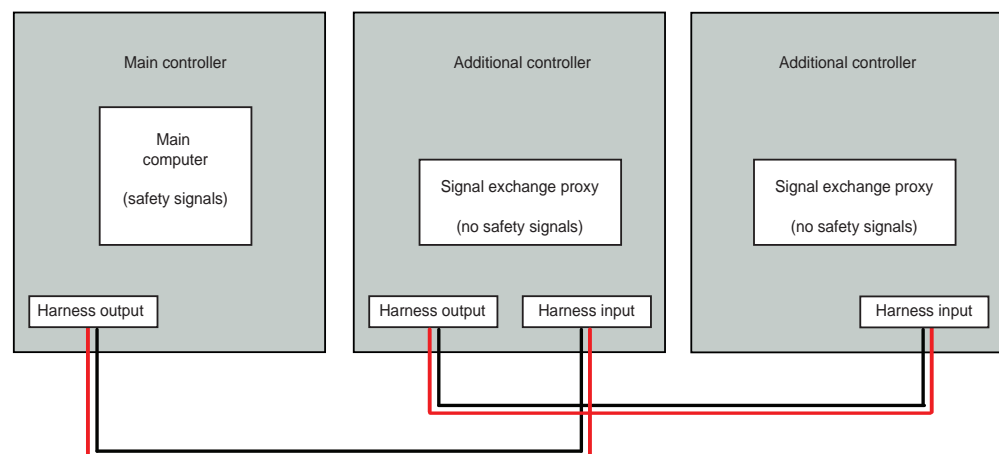 Main controller
Main
computer
(safety signals)
Harness output
Additional controller
Signal exchange proxy
(no safety signals)
Harness output
Harness input
Additional controller
Signal exchange proxy
(no safety signals)
Harness input